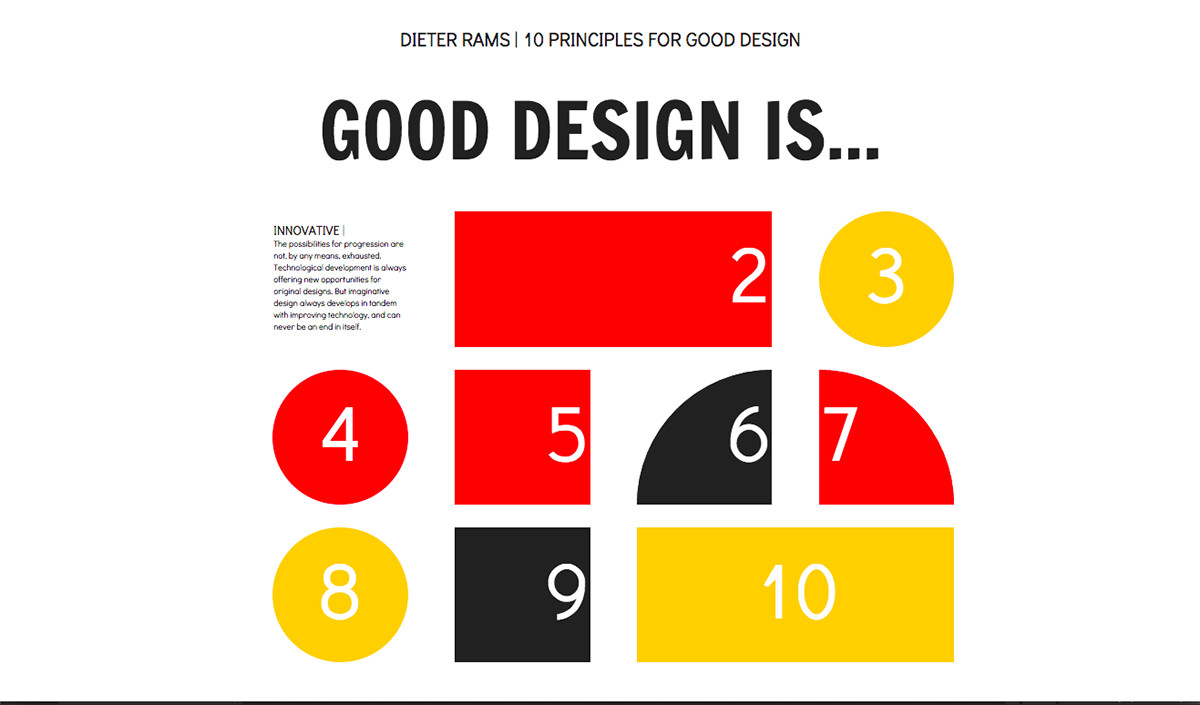 DIETER RAMS | 10 PRINCIPLES FOR GOOD DESIGN
GOOD DESIGN IS...
INNOVATIVE |
The possibilities for progression are
not, by any means, exhausted.
Technological development is always
offering new opportunities for
original designs. But imaginative
design always develops in tandem
with improving technology, and can
never be an end in itself.
2
3
4
5
6
7
8
9
10